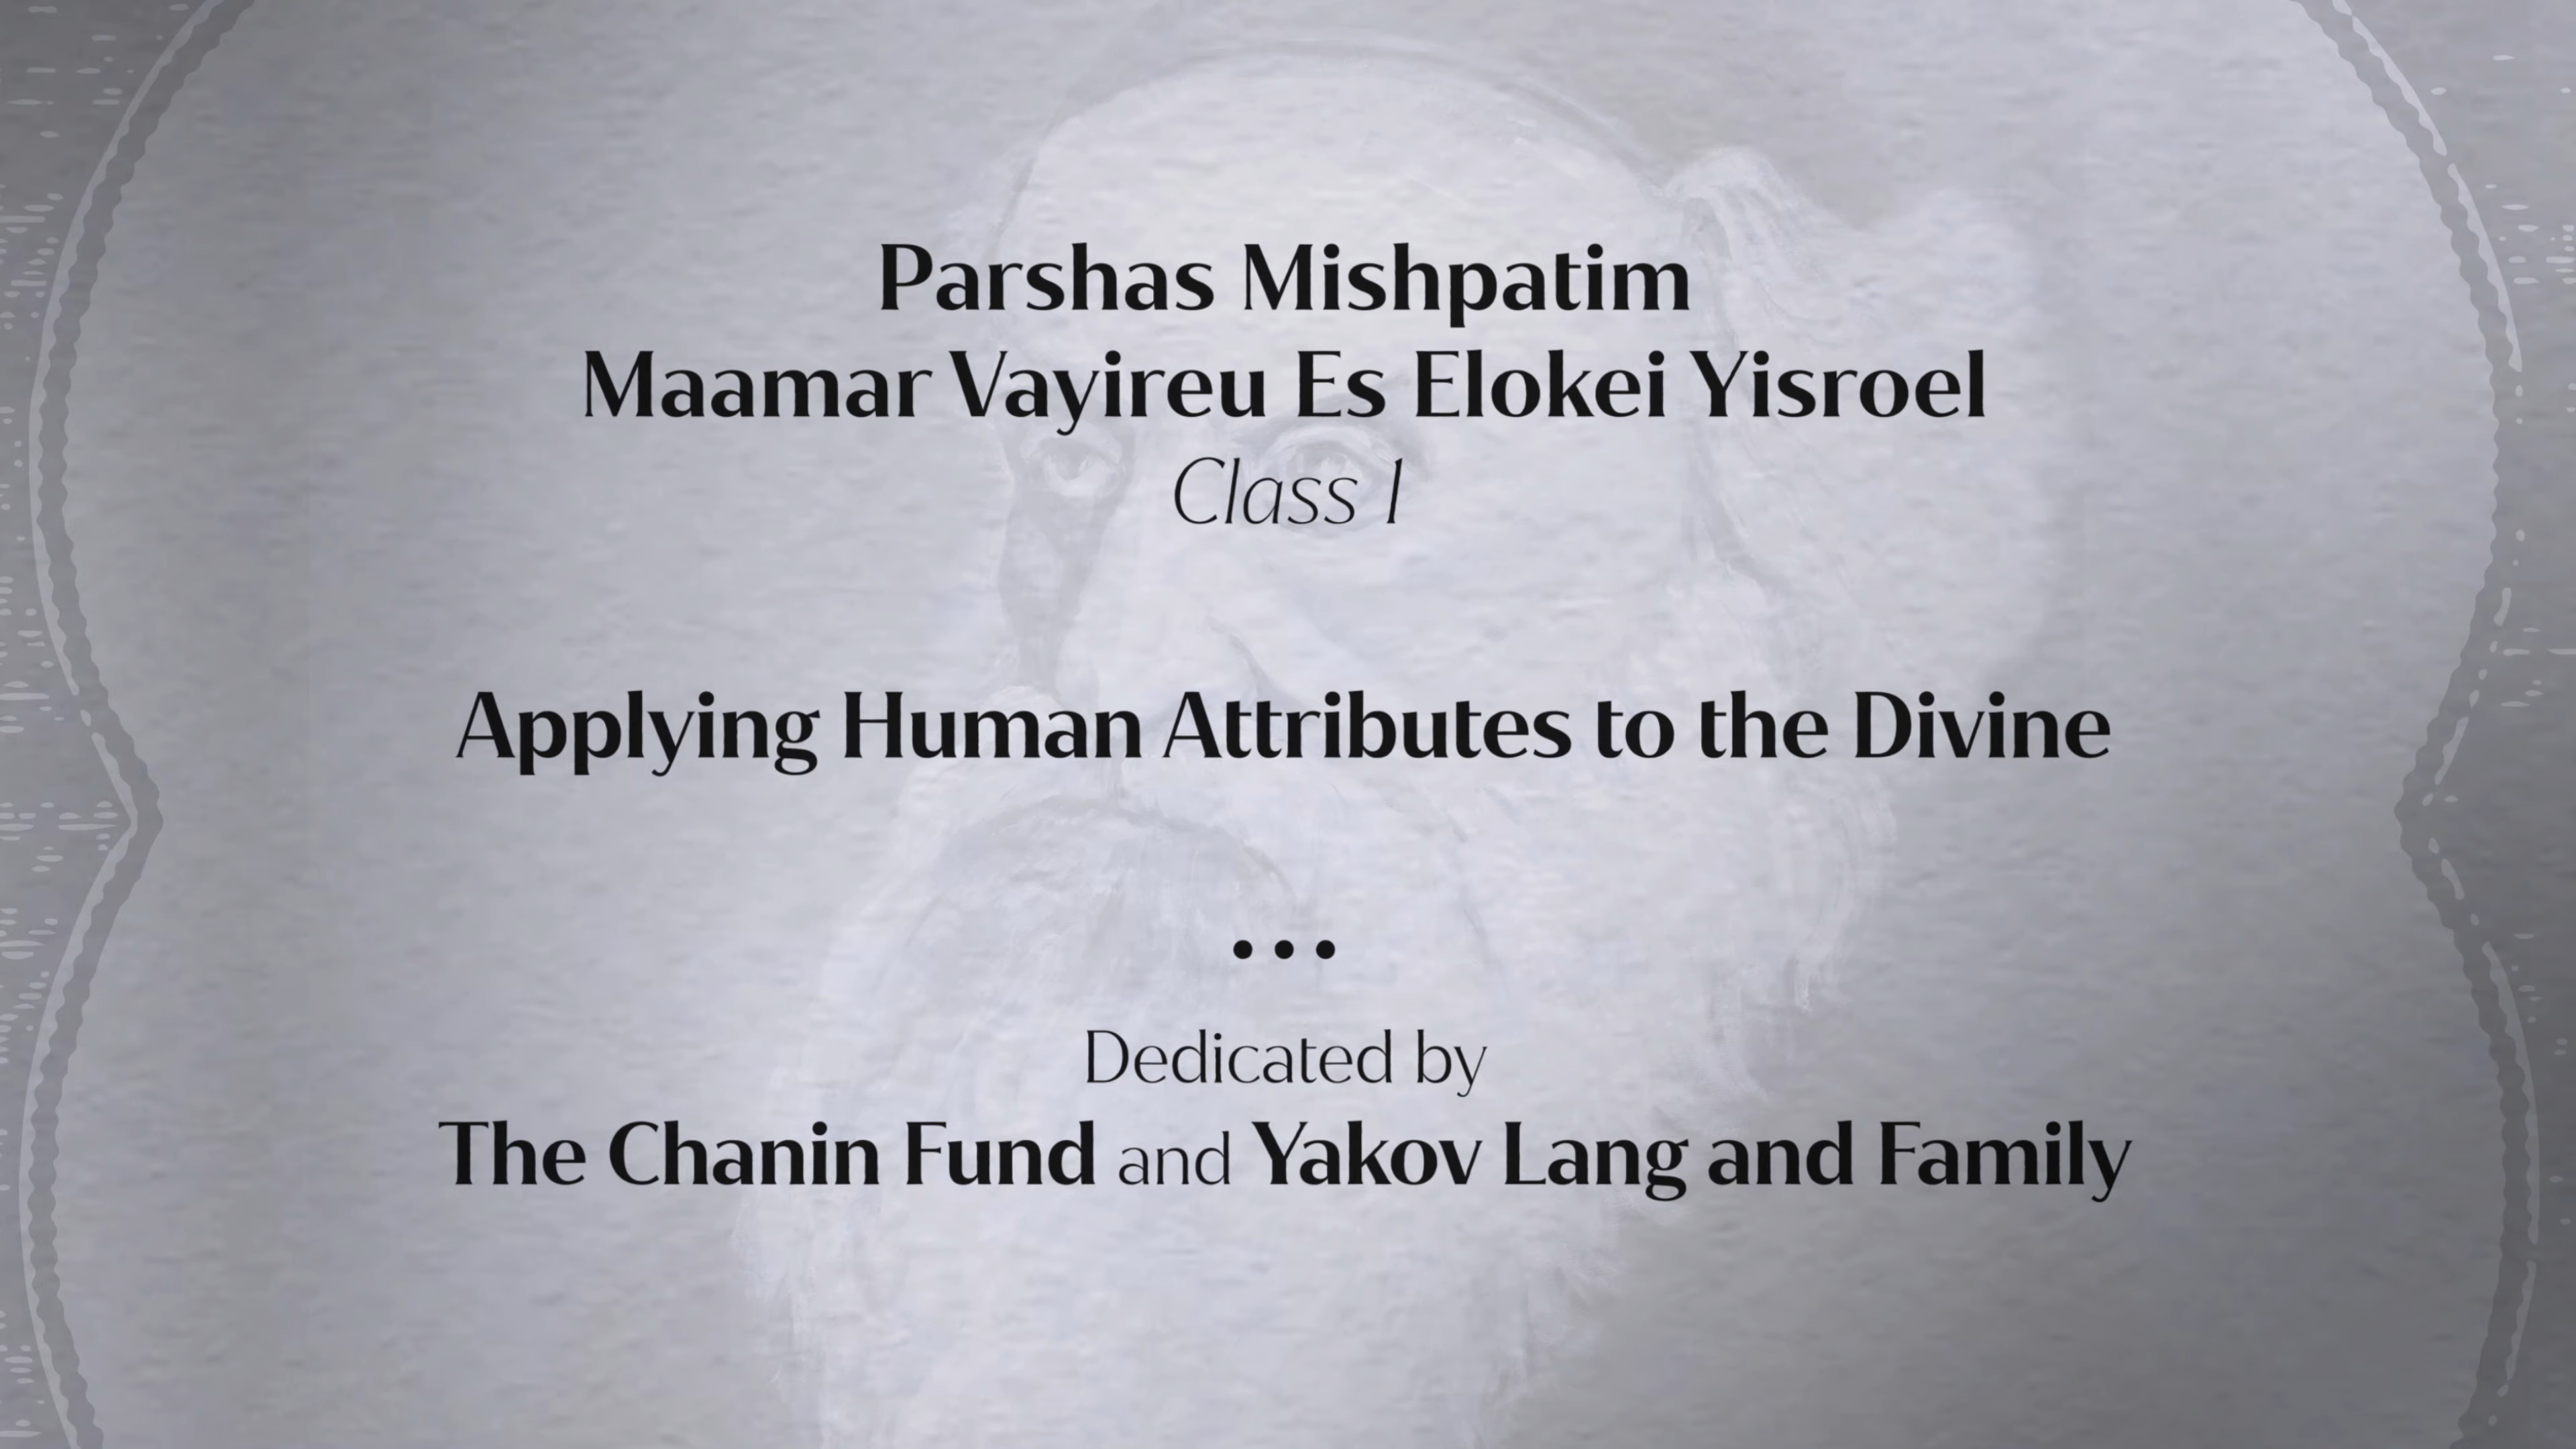 Parshas Mishpatim
Maamar Vayireu Es Elokei Yisroel
Class 1
Applying Human Attributes to the Divine
•••
Dedicated by
The Chanin Fund and Yakov Lang and Family